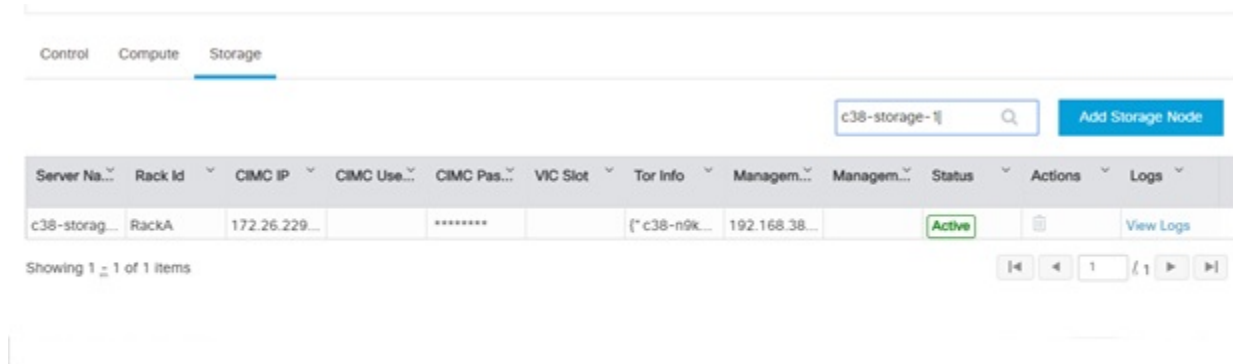 Control Compute Storage
c38-storage-1 Add Storage Node
Server Na... Rack Id CIMC IP CIMC Use... CIMC Pas... VIC Slot Tor Info Managem... Managem... Status Actions Logs
c38-storag... RackA 172.26.229... ******** {"c38-n9k... 192.168.38... Active View Logs
Showing 1 - 1 of 1 items 1 / 1